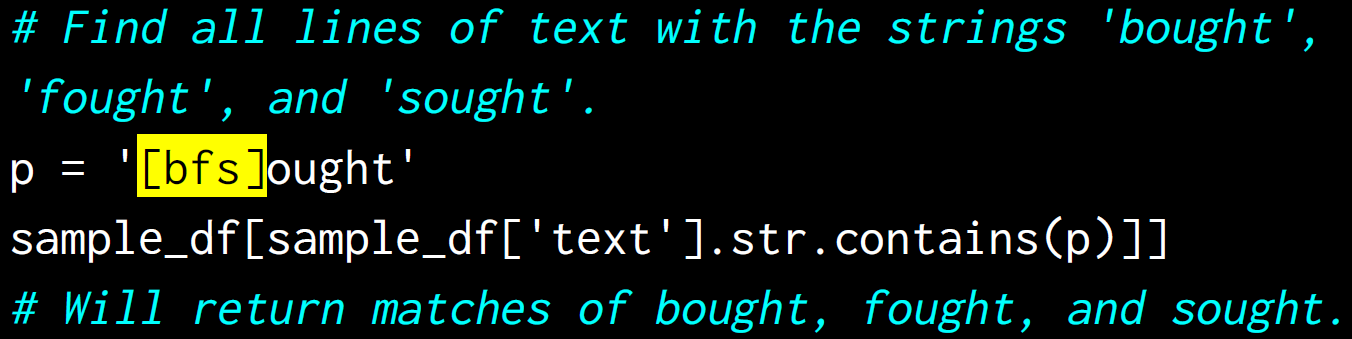 # Find all lines of text with the strings 'bought',
'fought', and 'sought'.
p = '[bfs]ought'
sample_df[sample_df['text'].str.contains(p)]]
# Will return matches of bought, fought, and sought.